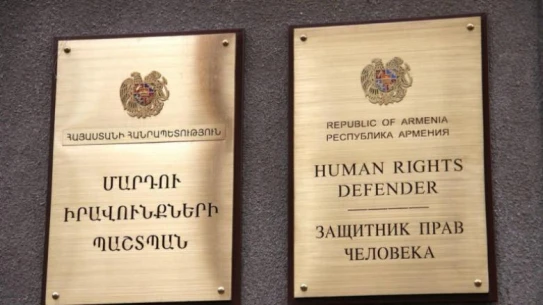 ՀԱՅԱՍՏԱՆԻ ՀԱՆՐԱՊԵՏՈՒԹՅՈՒՆ
ՄԱՐԴՈՒ
ԻՐԱՎՈՒՆՔՆԵՐԻ
ՊԱՇՏՊԱՆ
REPUBLIC OF ARMENIA
РЕСПУБЛИКА АРМЕНИЯ
HUMAN RIGHTS
DEFENDER
ЗАЩИТНИК ПРАВ
ЧЕЛОВЕКА